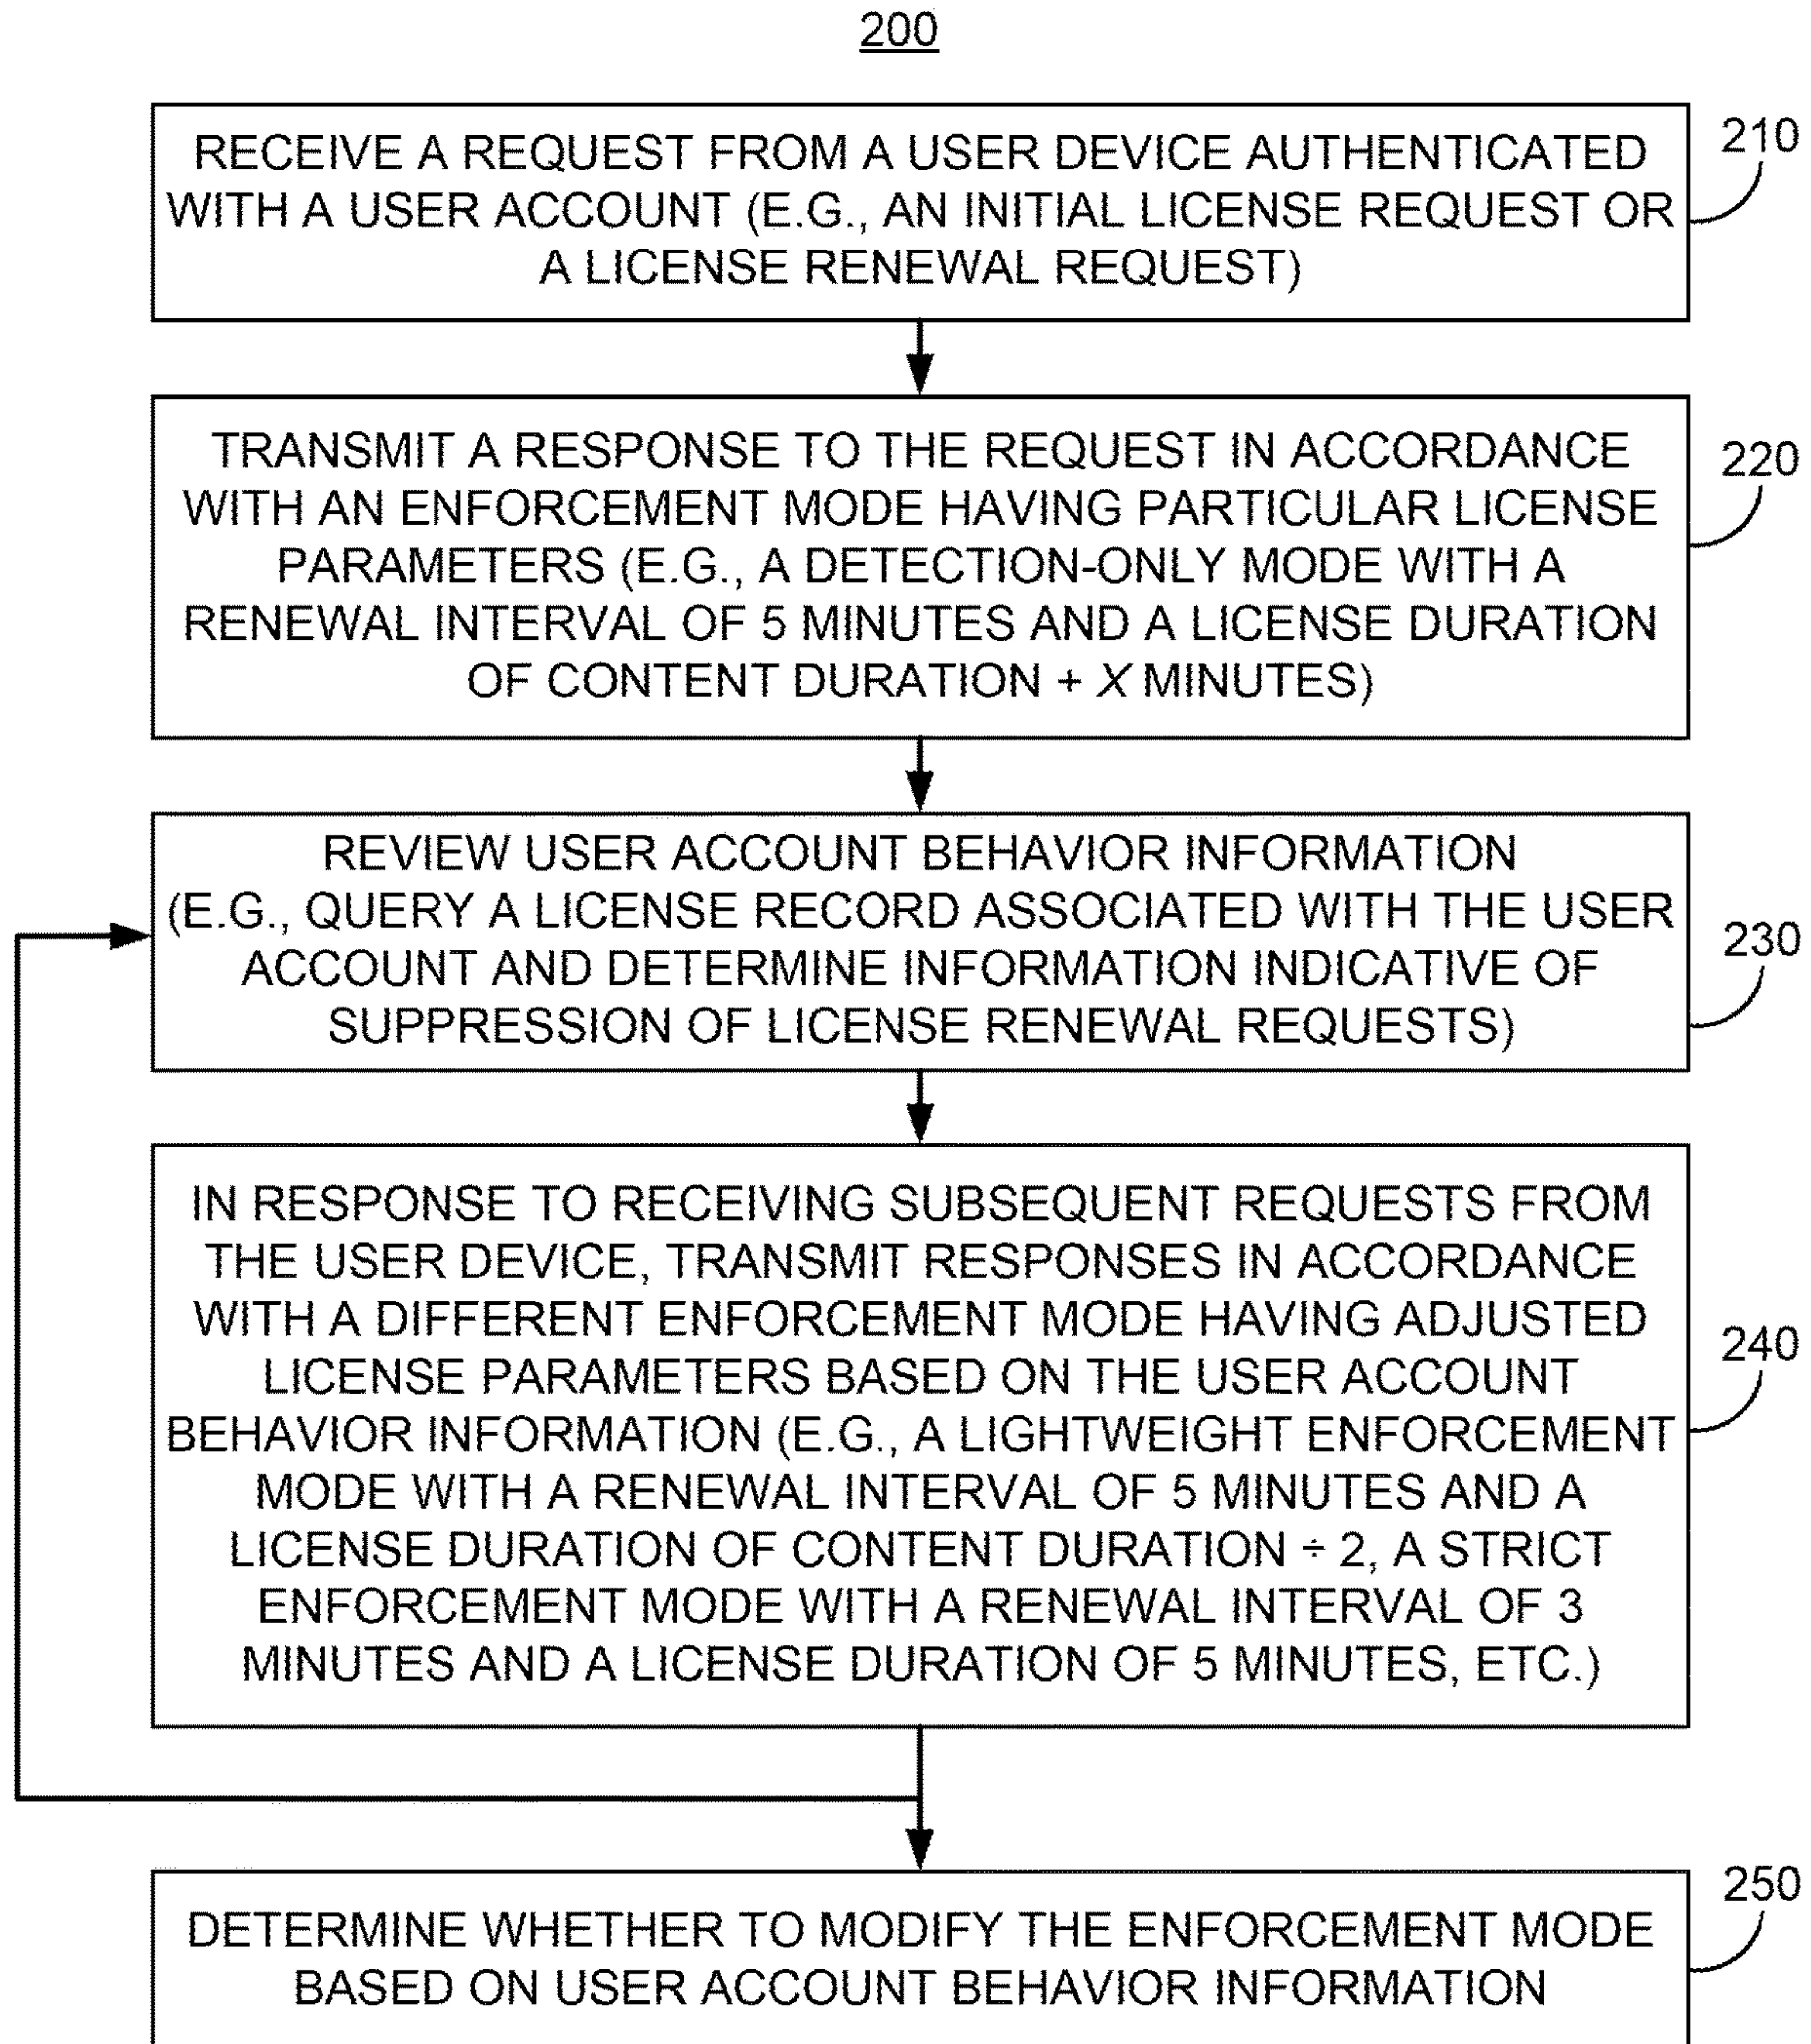 200
RECEIVE A REQUEST FROM A USER DEVICE AUTHENTICATED
WITH A USER ACCOUNT (E.G., AN INITIAL LICENSE REQUEST OR
A LICENSE RENEWAL REQUEST)
210
TRANSMIT A RESPONSE TO THE REQUEST IN ACCORDANCE
WITH AN ENFORCEMENT MODE HAVING PARTICULAR LICENSE
PARAMETERS (E.G., A DETECTION-ONLY MODE WITH A
RENEWAL INTERVAL OF 5 MINUTES AND A LICENSE DURATION
OF CONTENT DURATION + X MINUTES)
220
REVIEW USER ACCOUNT BEHAVIOR INFORMATION
(E.G., QUERY A LICENSE RECORD ASSOCIATED WITH THE USER
ACCOUNT AND DETERMINE INFORMATION INDICATIVE OF
SUPPRESSION OF LICENSE RENEWAL REQUESTS)
230
IN RESPONSE TO RECEIVING SUBSEQUENT REQUESTS FROM
THE USER DEVICE, TRANSMIT RESPONSES IN ACCORDANCE
WITH A DIFFERENT ENFORCEMENT MODE HAVING ADJUSTED
LICENSE PARAMETERS BASED ON THE USER ACCOUNT
BEHAVIOR INFORMATION (E.G., A LIGHTWEIGHT ENFORCEMENT
MODE WITH A RENEWAL INTERVAL OF 5 MINUTES AND A
LICENSE DURATION OF CONTENT DURATION ÷ 2, A STRICT
ENFORCEMENT MODE WITH A RENEWAL INTERVAL OF 3
MINUTES AND A LICENSE DURATION OF 5 MINUTES, ETC.)
240
DETERMINE WHETHER TO MODIFY THE ENFORCEMENT MODE
BASED ON USER ACCOUNT BEHAVIOR INFORMATION
250